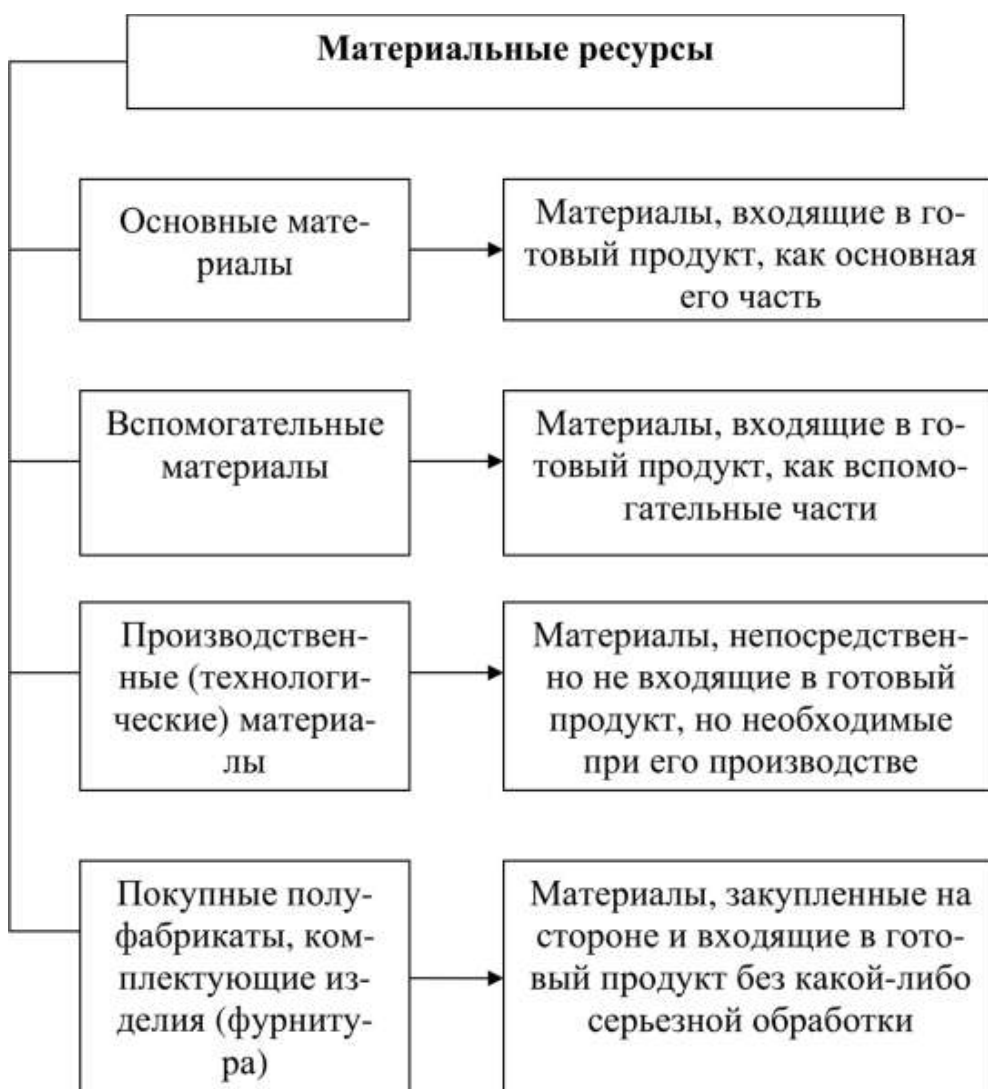 Материальные ресурсы
Основные мате-
риалы
Материалы, входящие в го-
товый продукт, как основная
его часть
Вспомогательные
материалы
Материалы, входящие в го-
товый продукт, как вспомо-
гательные части
Производствен-
ные (технологи-
ческие) материа-
лы
Материалы, непосредствен-
но не входящие в готовый
продукт, но необходимые
при его производстве
Покупные полу-
фабрикаты, ком-
плектующие из-
делия (фурниту-
ра)
Материалы, закупленные на
стороне и входящие в гото-
вый продукт без какой-либо
серьезной обработки